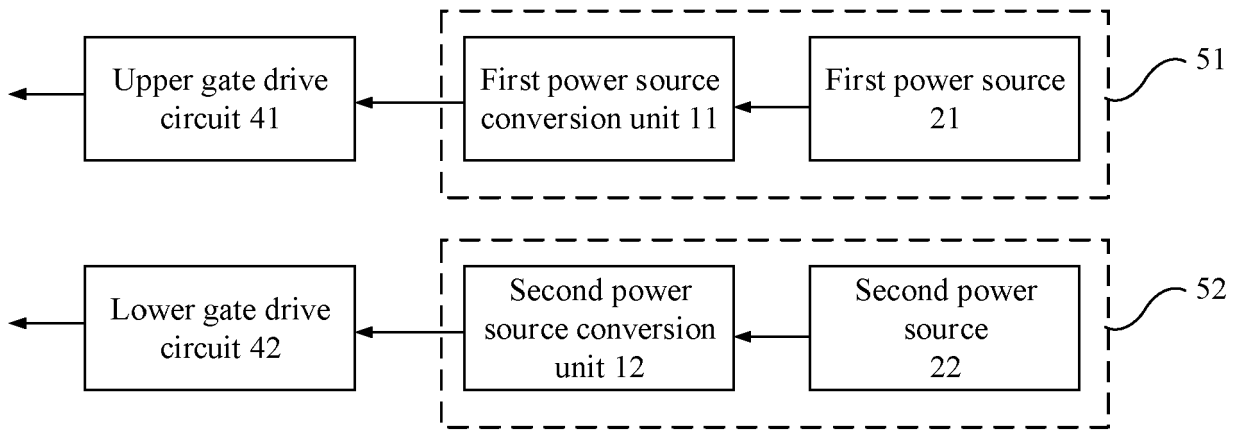 Upper gate drive
circuit 41
First power source
conversion unit 11
First power source
21
51
Lower gate drive
circuit 42
Second power
source conversion
unit 12
Second power
source
22
52